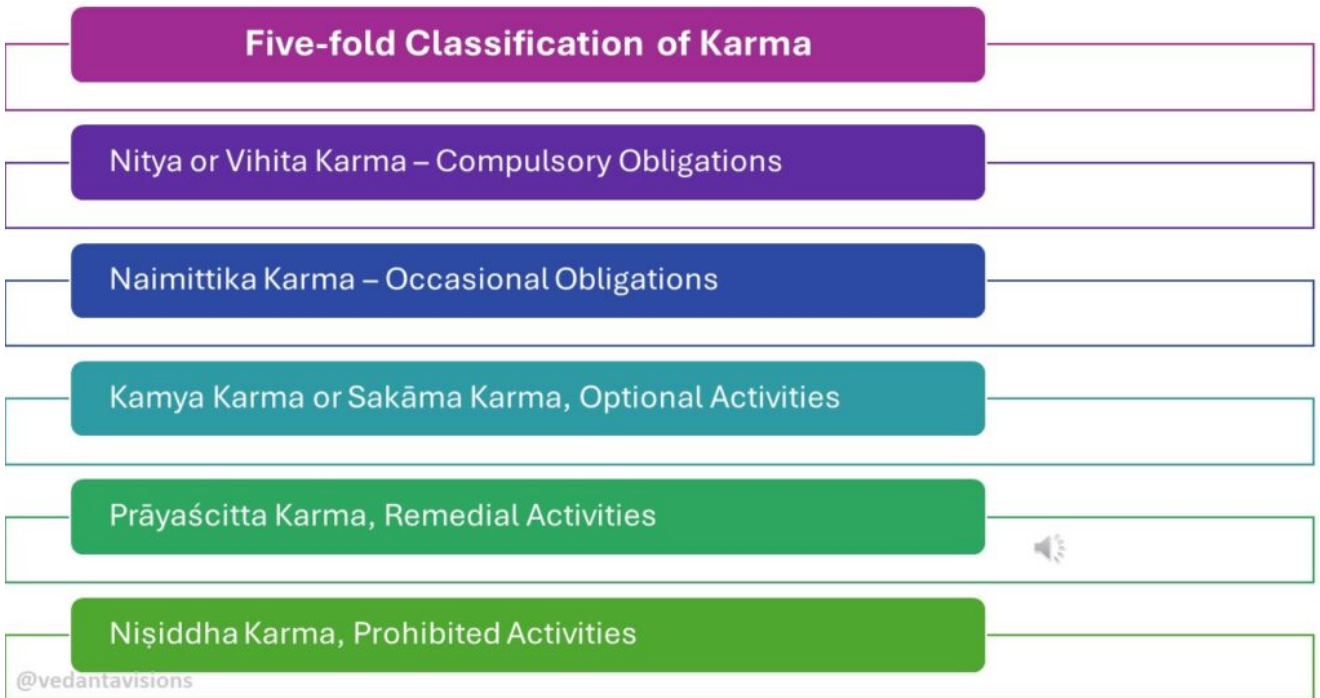 Five-fold Classification of Karma
Nitya or Vihita Karma – Compulsory Obligations
Naimittika Karma – Occasional Obligations
Kamya Karma or Sakāma Karma, Optional Activities
Prāyaścitta Karma, Remedial Activities
Niṣiddha Karma, Prohibited Activities
@vedantavisions